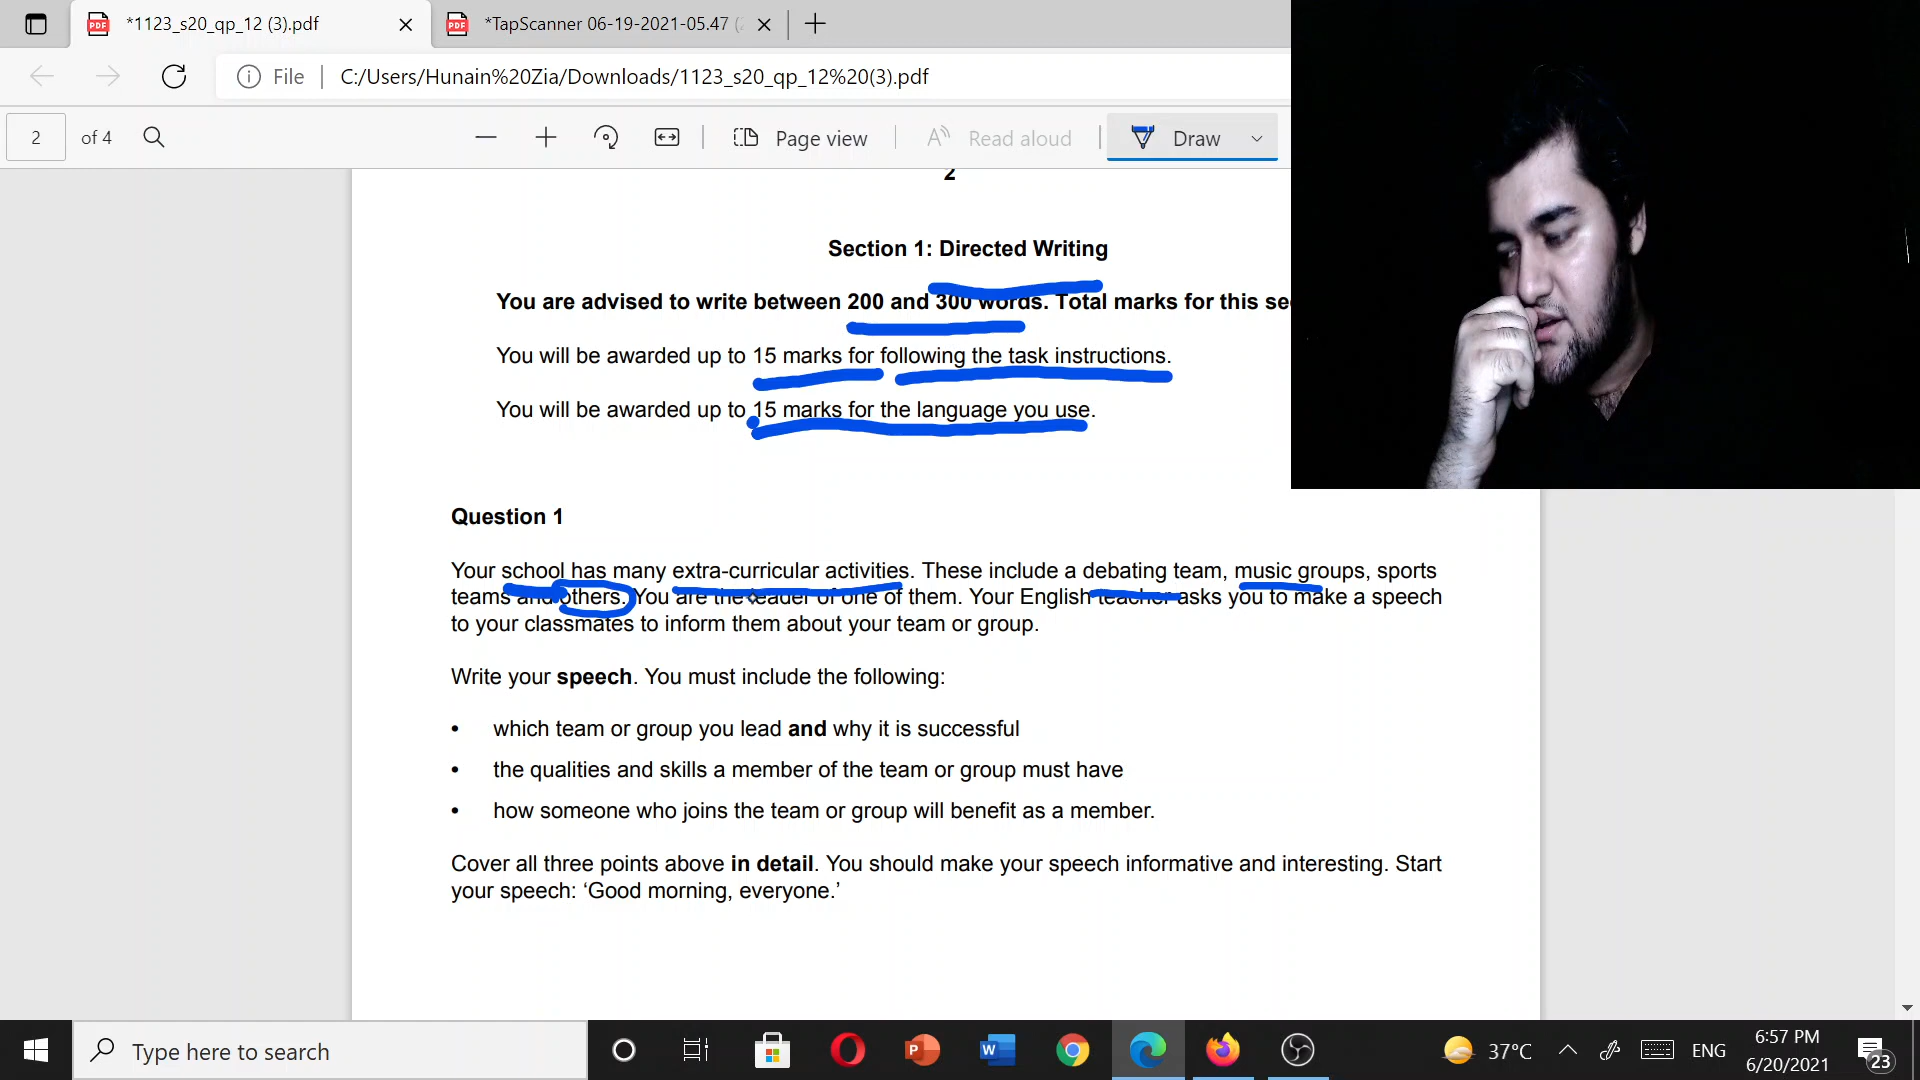 *1123_s20_qp_12 (3).pdf
*TapScanner 06-19-2021-05.47 (
File
C:/Users/Hunain%20Zia/Downloads/1123_s20_qp_12%20(3).pdf
2 of 4
Page view
Read aloud
Draw
2
Section 1: Directed Writing
You are advised to write between 200 and 300 words. Total marks for this
You will be awarded up to 15 marks for following the task instructions.
You will be awarded up to 15 marks for the language you use.
Question 1
Your school has many extra-curricular activities. These include a debating team, music groups, sports
teams and others. You are the leader of one of them. Your English teacher asks you to make a speech
to your classmates to inform them about your team or group.
Write your speech. You must include the following:
• which team or group you lead and why it is successful
• the qualities and skills a member of the team or group must have
• how someone who joins the team or group will benefit as a member.
Cover all three points above in detail. You should make your speech informative and interesting. Start
your speech: ‘Good morning, everyone.’
Type here to search
37°C
ENG
6:57 PM
6/20/2021
23